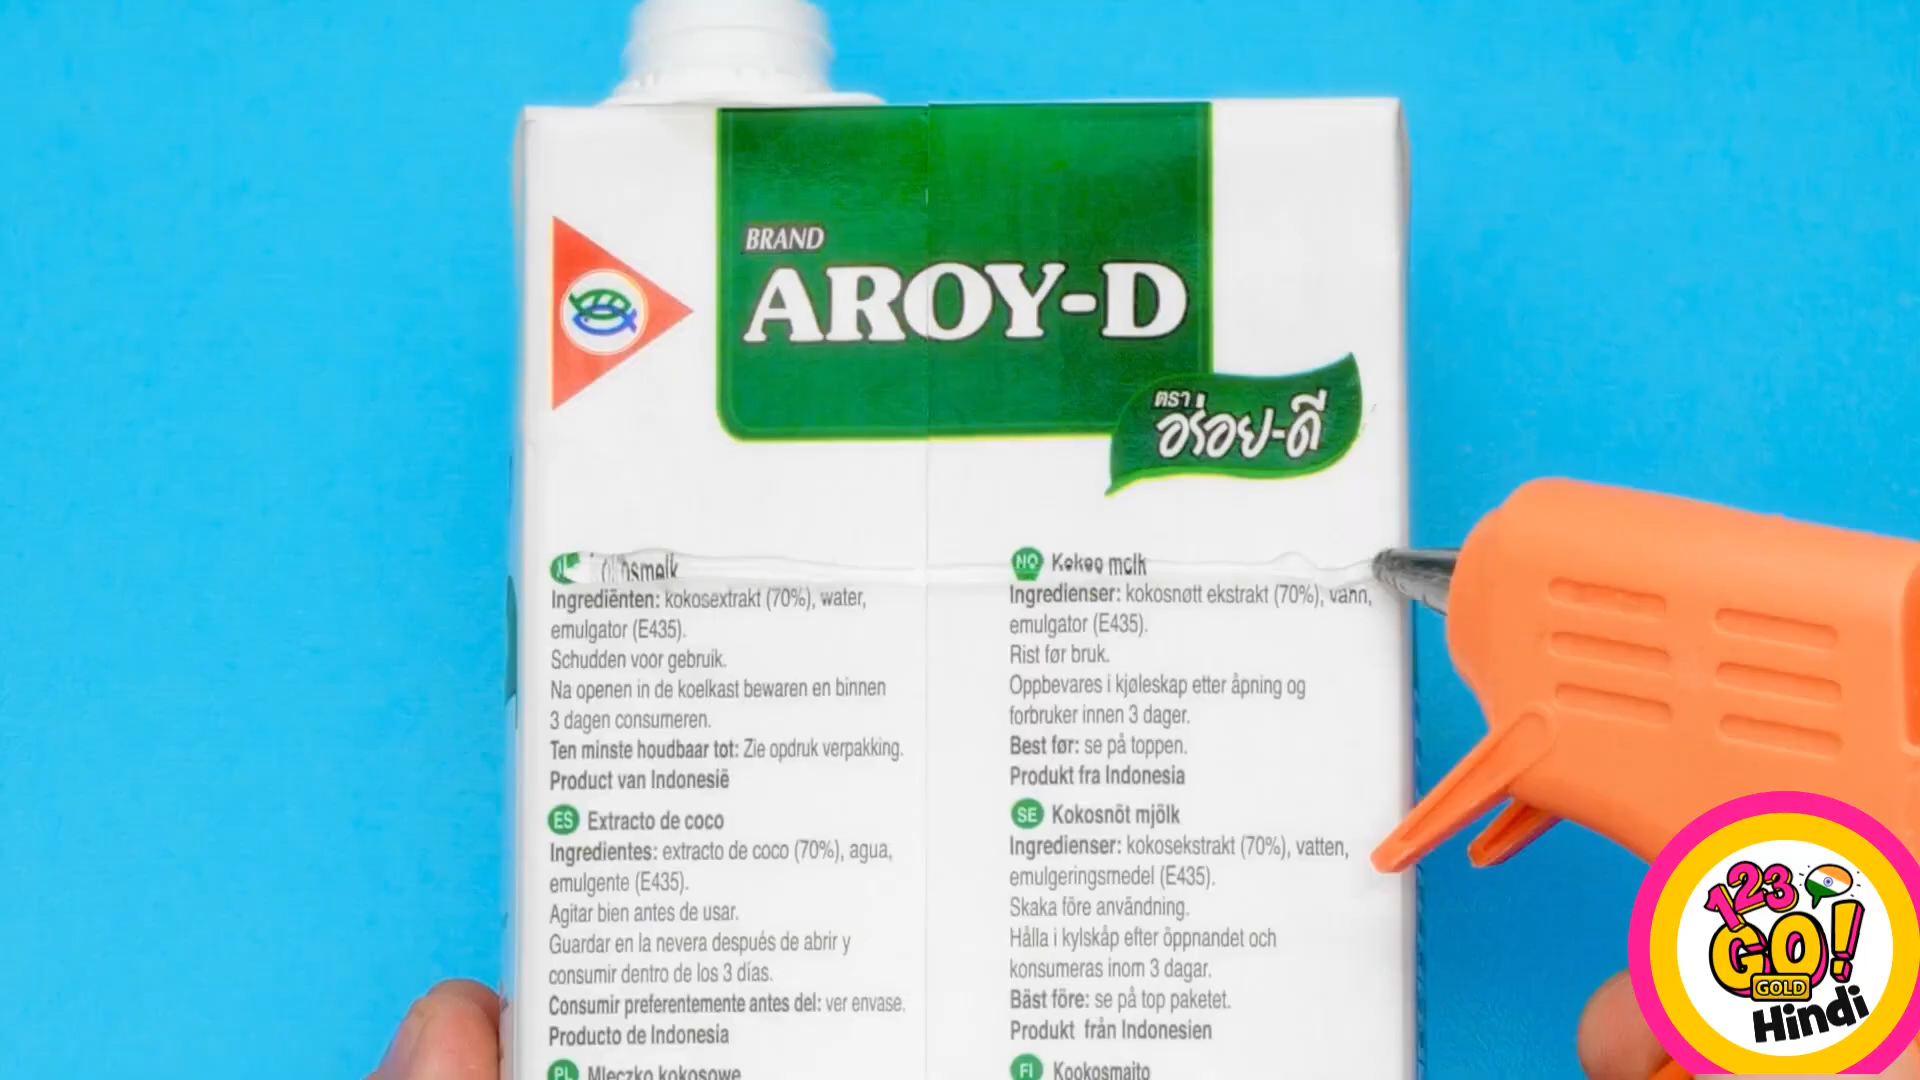 BRAND
AROY-D
ตรา
อร่อย-ดี
Ingrediënten: kokosextrakt (70%), water,
emulgator (E435).
Schudden voor gebruik.
Na openen in de koelkast bewaren en binnen
3 dagen consumeren.
Ten minste houdbaar tot: Zie opdruk verpakking.
Product van Indonesië
ES Extracto de coco
Ingredientes: extracto de coco (70%), agua,
emulgente (E435).
Agitar bien antes de usar.
Guardar en la nevera después de abrir y
consumir dentro de los 3 días.
Consumir preferentemente antes del: ver envase.
Producto de Indonesia
PL Mleczko kokosowe
NO
Ingredienser: kokosnøtt ekstrakt (70%), vann,
emulgator (E435).
Rist før bruk.
Oppbevares i kjøleskap etter åpning og
forbruker innen 3 dager.
Best før: se på toppen.
Produkt fra Indonesia
SE Kokosnöt mjölk
Ingredienser: kokosekstrakt (70%), vatten,
emulgeringsmedel (E435).
Skaka före användning.
Hålla i kylskåp efter öppnandet och
konsumeras inom 3 dagar.
Bäst före: se på top paketet.
Produkt från Indonesien
FI Kookosmaito
123
GO!
GOLD
Hindi